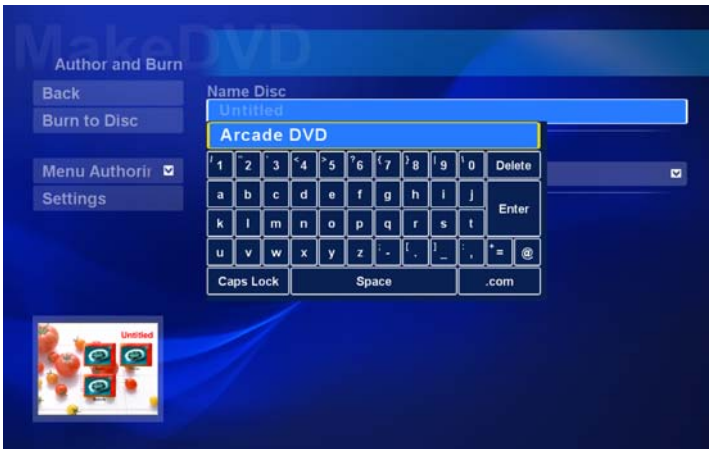 MakeDVD
Author and Burn
Back
Burn to Disc
Menu Authorin
Settings
Name Disc
Untitled
Arcade DVD
! 1 " 2 ' 3 < 4 > 5 ? 6 { 7 } 8 | 9 \ 0 Delete
a b c d e f g h i j
Enter
k l m n o p q r s t
u v w x y z ; - [ . ] _ : , * = @
Caps Lock Space .com
Untitled